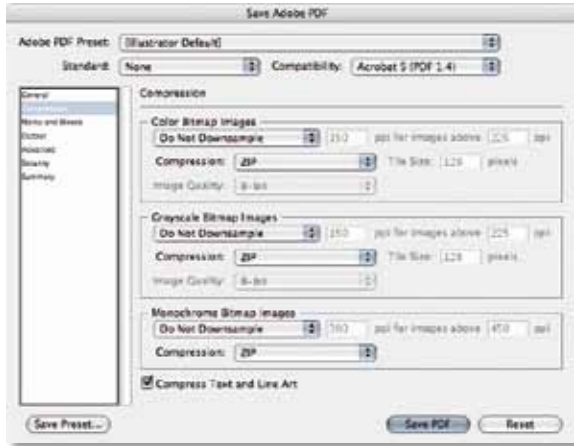 Save Adobe PDF
Adobe PDF Preset: [Illustrator Default]
Standard: None Compatibility: Acrobat 5 (PDF 1.4)
General
Compression
Marks and Bleeds
Output
Advanced
Security
Summary
Compression
Color Bitmap Images
Do Not Downsample 150 ppi for images above 225 ppi
Compression: ZIP Tile Size: 128 pixels
Image Quality: 8-bit
Grayscale Bitmap Images
Do Not Downsample 150 ppi for images above 225 ppi
Compression: ZIP Tile Size: 128 pixels
Image Quality: 8-bit
Monochrome Bitmap Images
Do Not Downsample 300 ppi for images above 450 ppi
Compression: ZIP
Compress Text and Line Art
Save Preset... Save PDF Reset